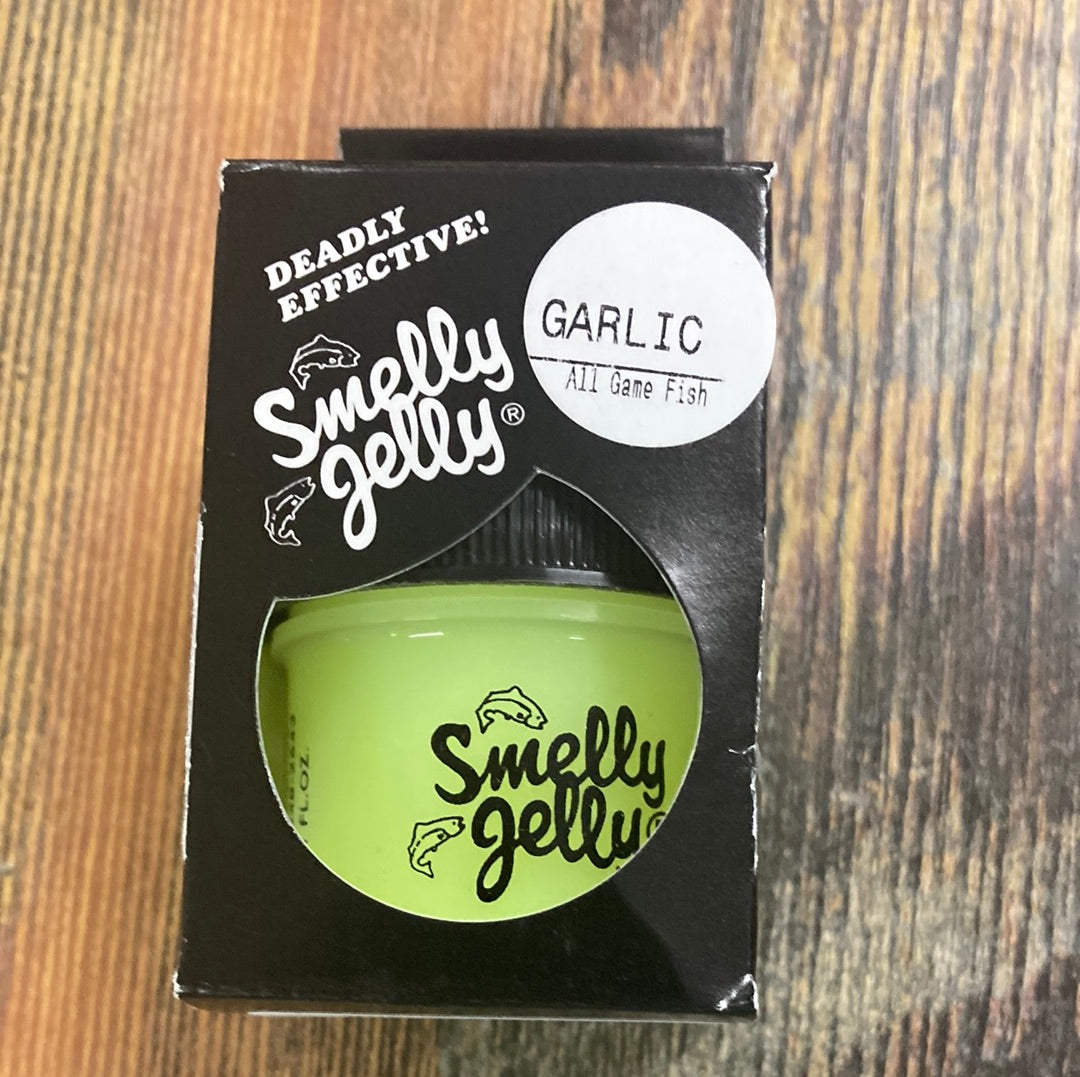 DEADLY
EFFECTIVE!
Smelly
Jelly®
GARLIC
All Game Fish
Smelly
Jelly®
FL.OZ.